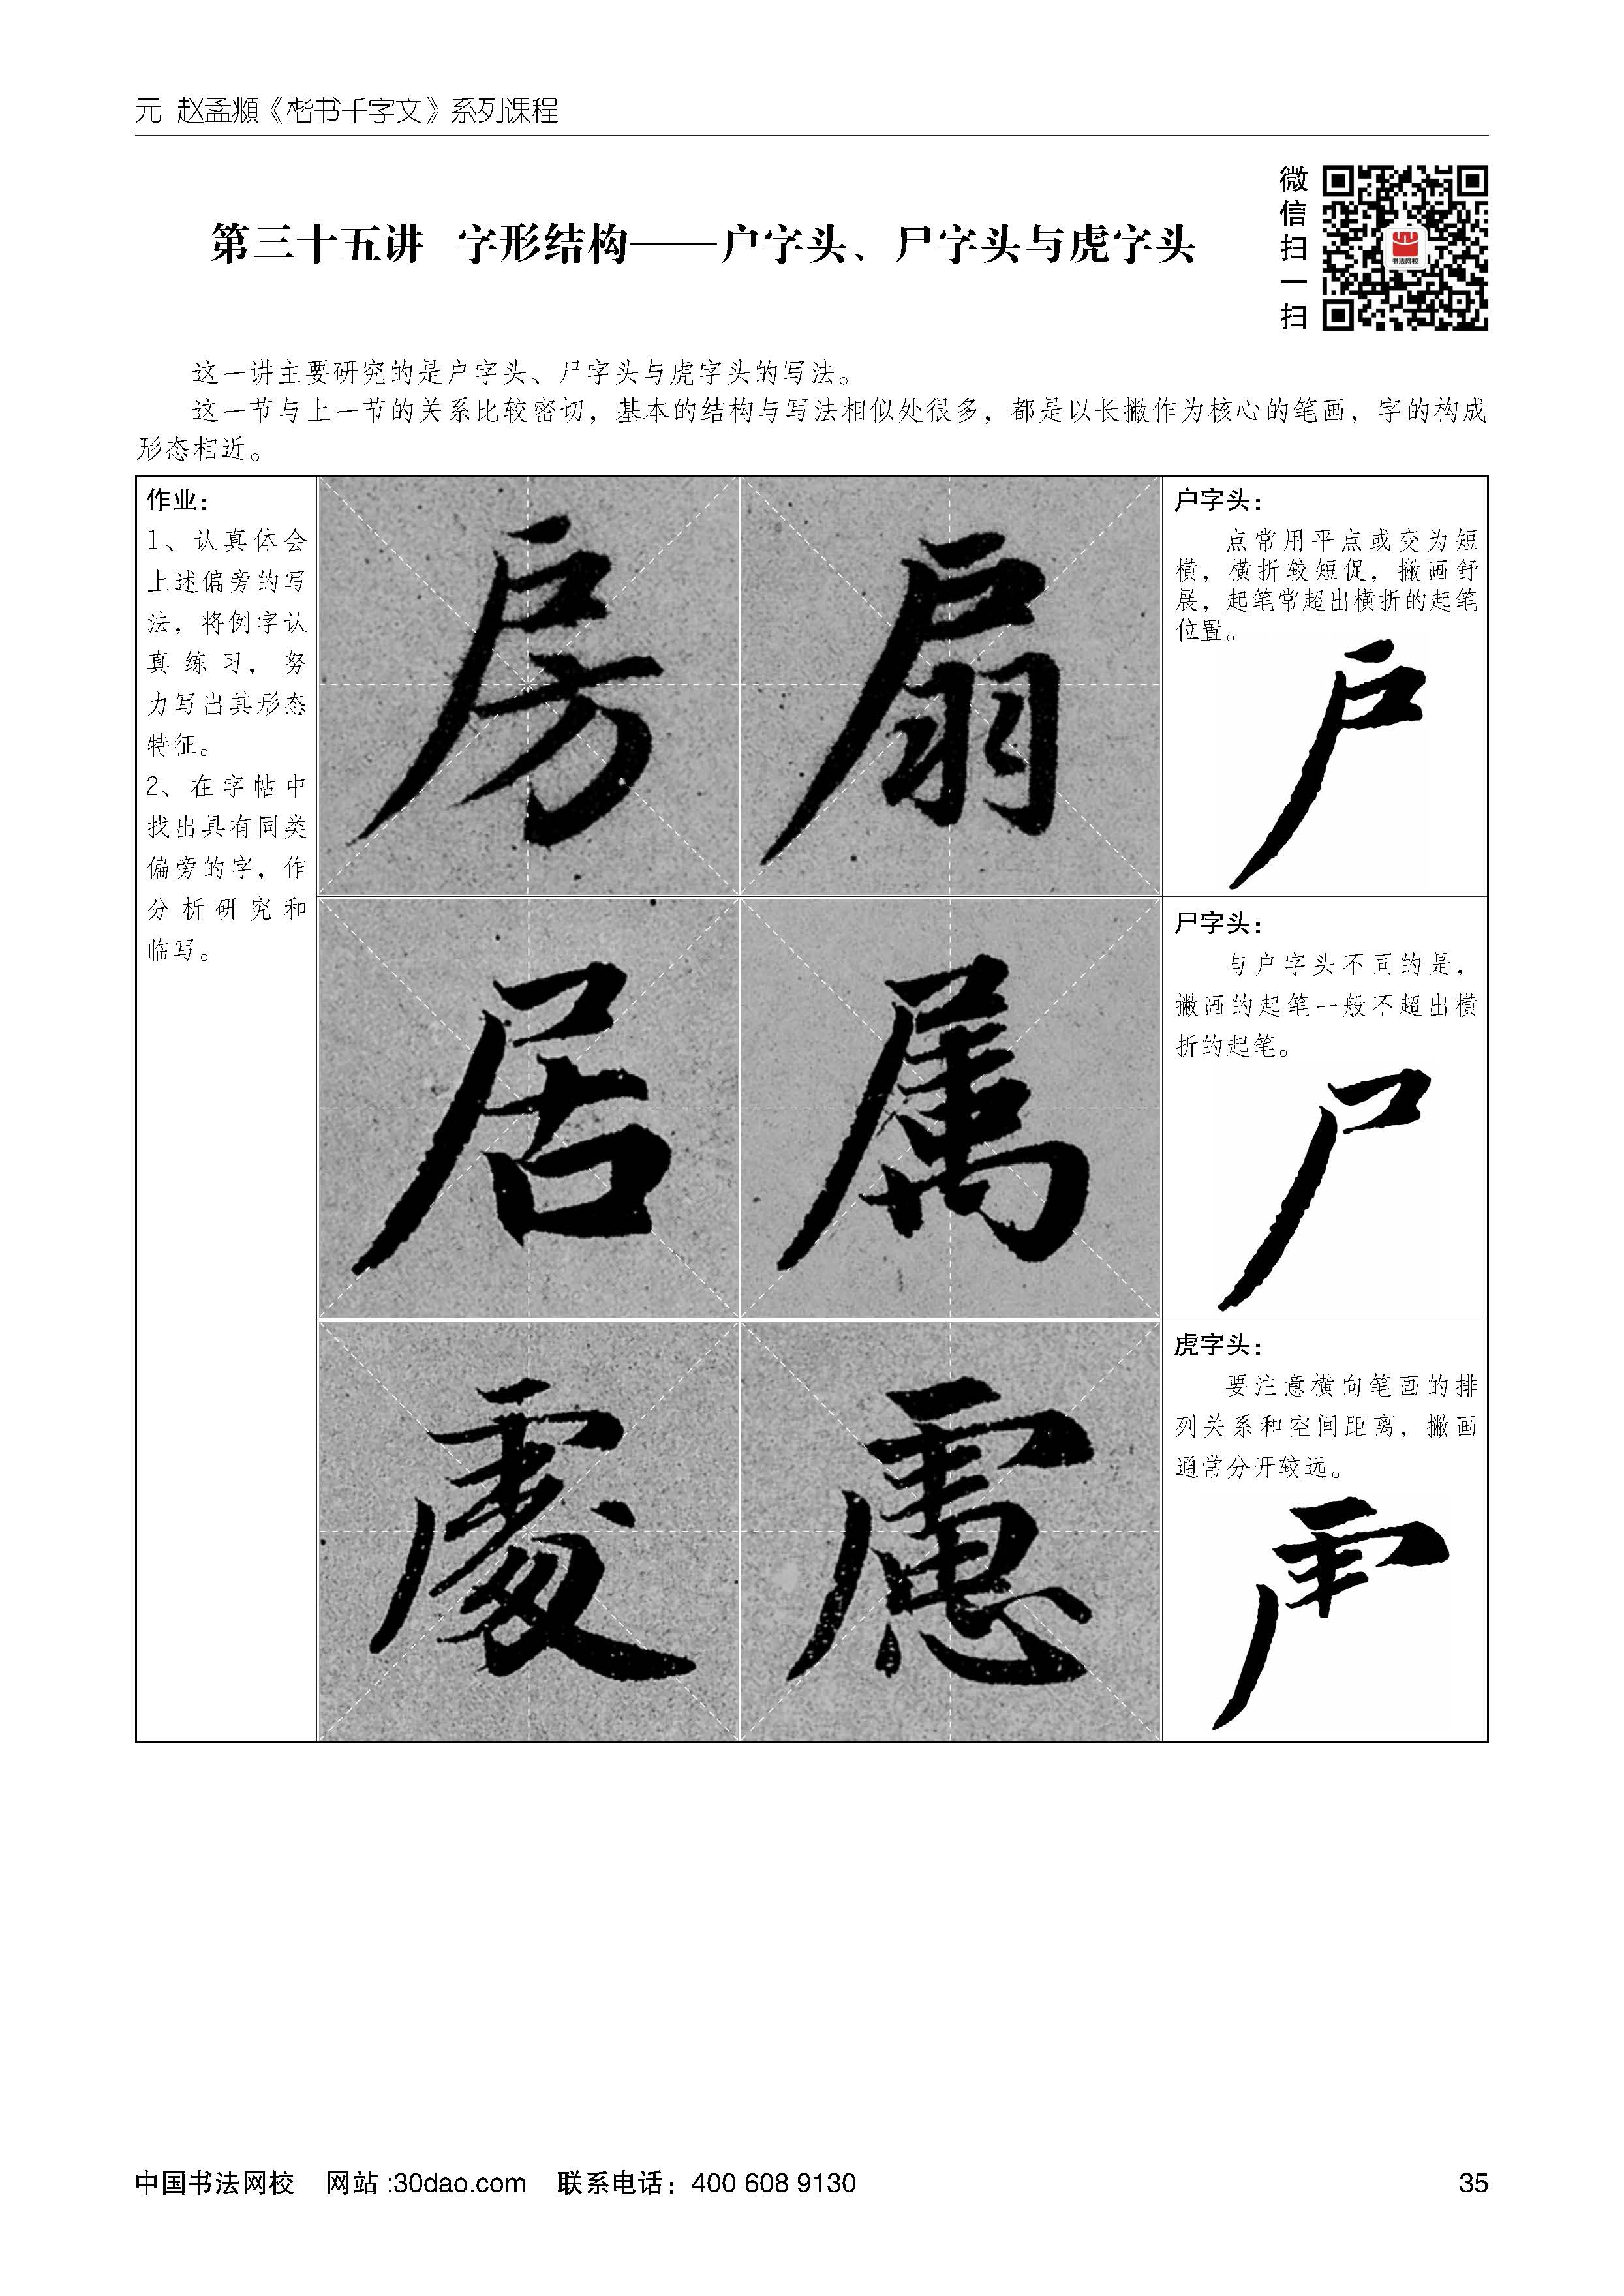 元 赵孟頫《楷书千字文》系列课程
微信扫一扫
书法网校
第三十五讲 字形结构——户字头、尸字头与虎字头
这一讲主要研究的是户字头、尸字头与虎字头的写法。
这一节与上一节的关系比较密切，基本的结构与写法相似处很多，都是以长撇作为核心的笔画，字的构成
形态相近。
作业：
1、认真体会
上述偏旁的写
法，将例字认
真练习，努
力写出其形态
特征。
2、在字帖中
找出具有同类
偏旁的字，作
分析研究和
临写。
房 扇
户字头：
点常用平点或变为短
横，横折较短促，撇画舒
展，起笔常超出横折的起笔
位置。
户
居 属
尸字头：
与户字头不同的是，
撇画的起笔一般不超出横
折的起笔。
尸
處 慮
虎字头：
要注意横向笔画的排
列关系和空间距离，撇画
通常分开较远。
虍
中国书法网校 网站:30dao.com 联系电话：400 608 9130
35